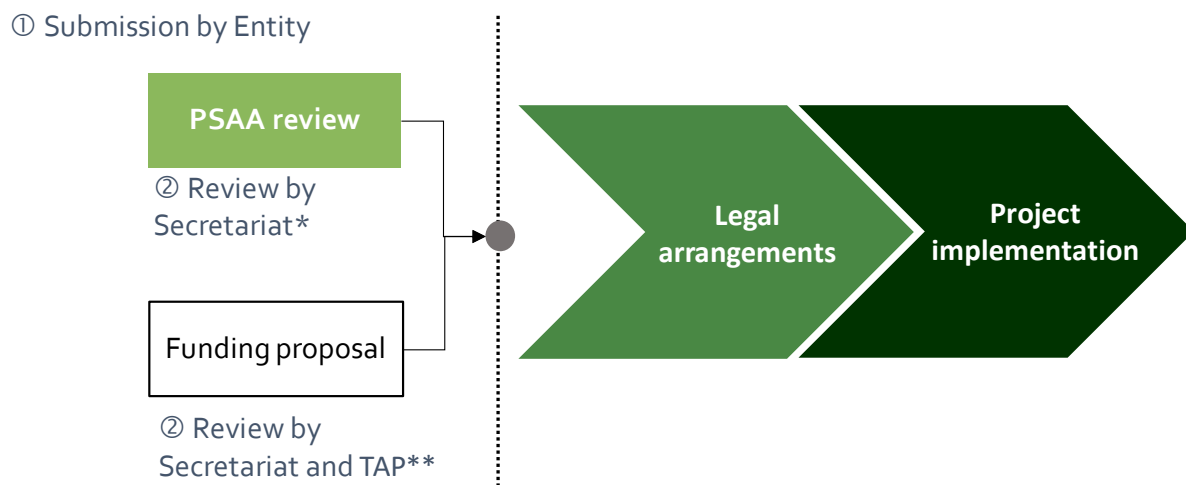 ① Submission by Entity
PSAA review
② Review by
Secretariat*
Funding proposal
② Review by
Secretariat and TAP**
Legal
arrangements
Project
implementation